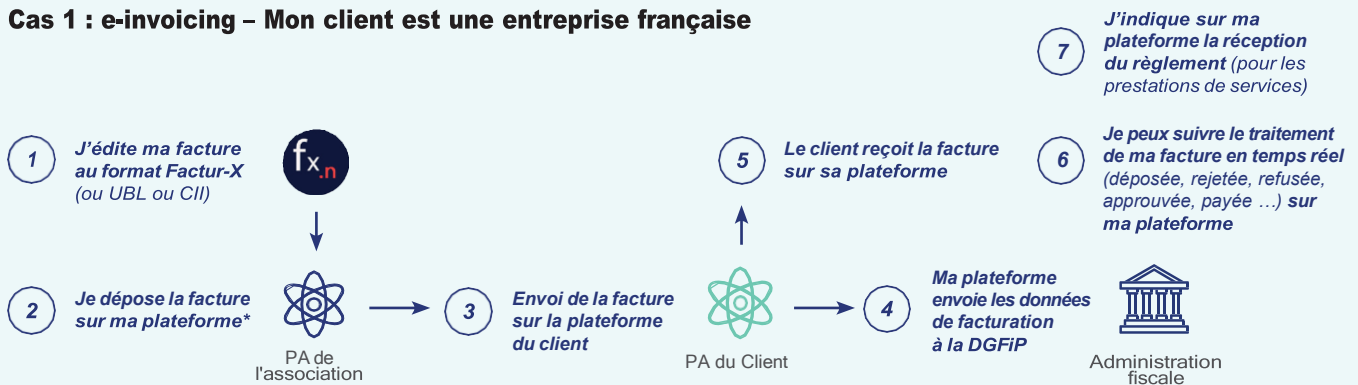 Cas 1 : e-invoicing – Mon client est une entreprise française
1
J’édite ma facture
au format Factur-X
(ou UBL ou CII)
fx.n
2
Je dépose la facture
sur ma plateforme*
PA de
l'association
3
Envoi de la facture
sur la plateforme
du client
PA du Client
4
Ma plateforme
envoie les données
de facturation
à la DGFiP
Administration
fiscale
5
Le client reçoit la facture
sur sa plateforme
6
Je peux suivre le traitement
de ma facture en temps réel
(déposée, rejetée, refusée,
approuvée, payée …) sur
ma plateforme
7
J’indique sur ma
plateforme la réception
du règlement (pour les
prestations de services)